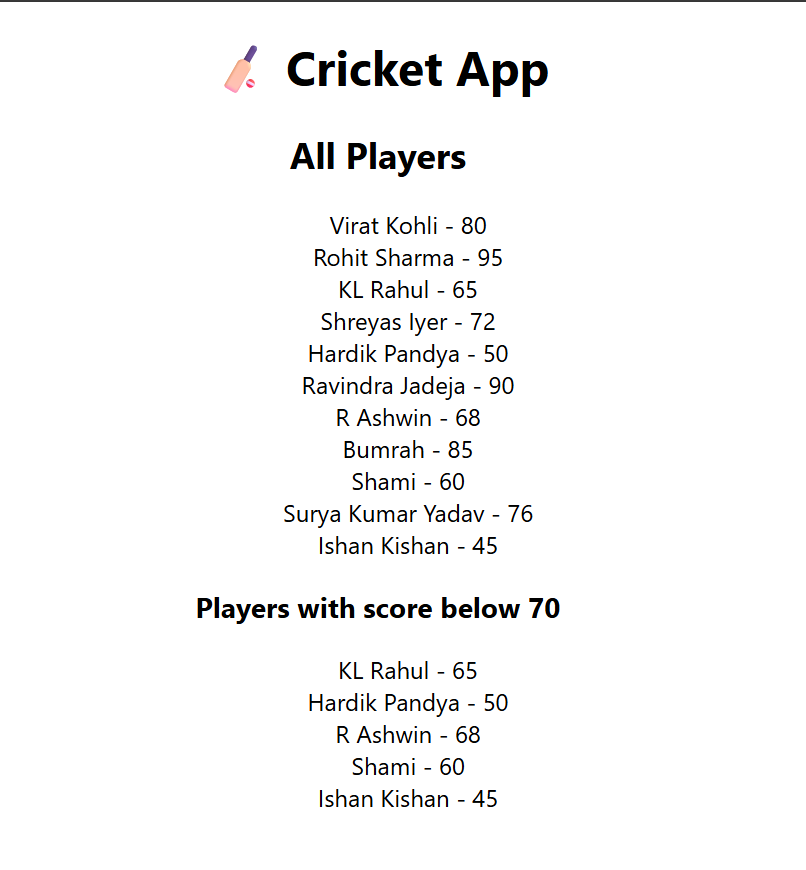 Cricket App
All Players
Virat Kohli - 80
Rohit Sharma - 95
KL Rahul - 65
Shreyas Iyer - 72
Hardik Pandya - 50
Ravindra Jadeja - 90
R Ashwin - 68
Bumrah - 85
Shami - 60
Surya Kumar Yadav - 76
Ishan Kishan - 45
Players with score below 70
KL Rahul - 65
Hardik Pandya - 50
R Ashwin - 68
Shami - 60
Ishan Kishan - 45